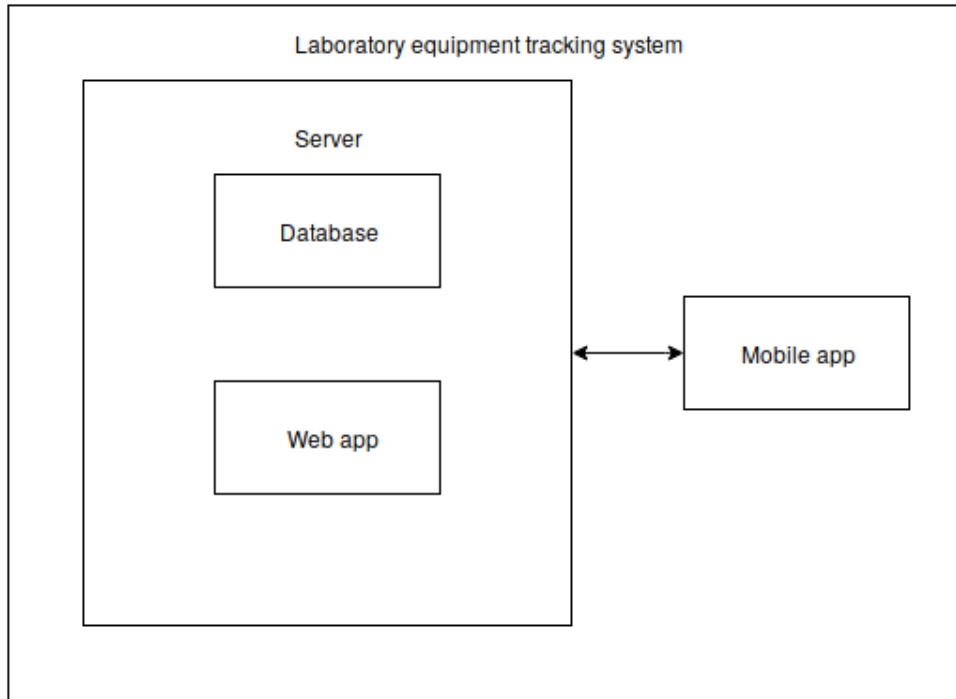 Laboratory equipment tracking system
Server
Database
Mobile app
Web app